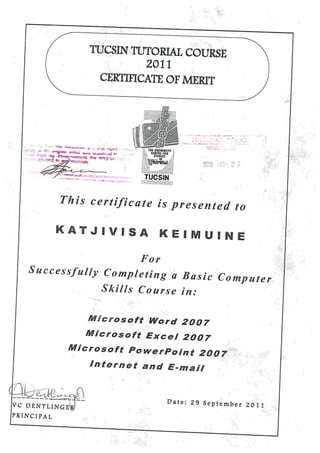 TUCSIN TUTORIAL COURSE
2011
CERTIFICATE OF MERIT
TUCSIN
This certificate is presented to
KATJIVISA KEIMUINE
For
Successfully Completing a Basic Computer
Skills Course in:
Microsoft Word 2007
Microsoft Excel 2007
Microsoft PowerPoint 2007
Internet and E-mail
Date: 29 September 2011
VC DENTLINGER
PRINCIPAL